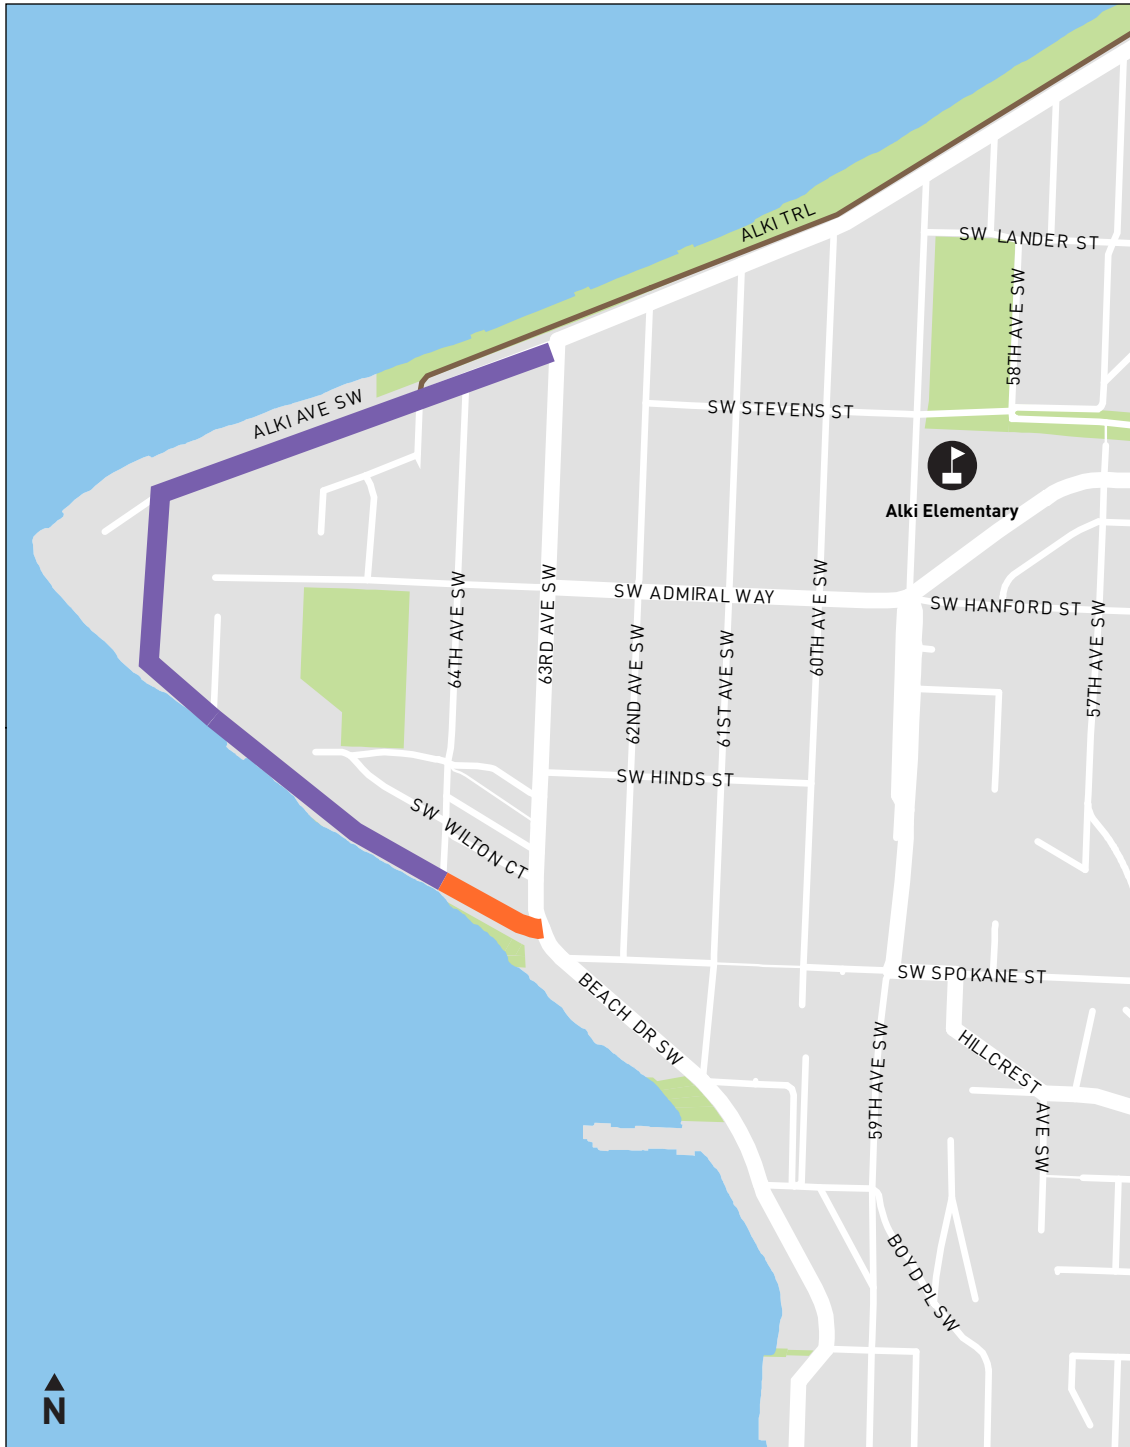 ALKI TRL
SW LANDER ST
58TH AVE SW
ALKI AVE SW
SW STEVENS ST
Alki Elementary
SW ADMIRAL WAY
SW HANFORD ST
64TH AVE SW
63RD AVE SW
62ND AVE SW
61ST AVE SW
60TH AVE SW
57TH AVE SW
SW HINDS ST
SW WILTON CT
SW SPOKANE ST
BEACH DR SW
59TH AVE SW
HILLCREST AVE SW
BOYD PL SW
N